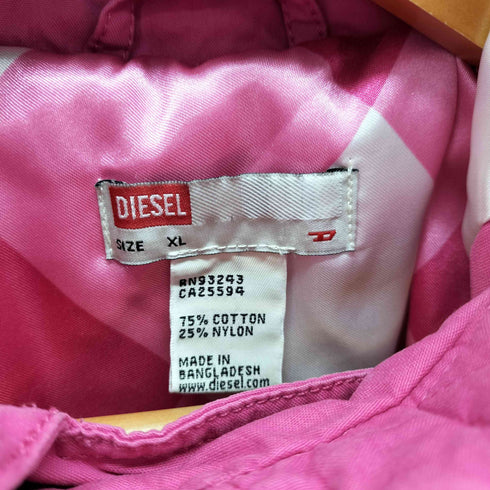 DIESEL
SIZE XL
RN93243
CA25594
75% COTTON
25% NYLON
MADE IN
BANGLADESH
www.diesel.com